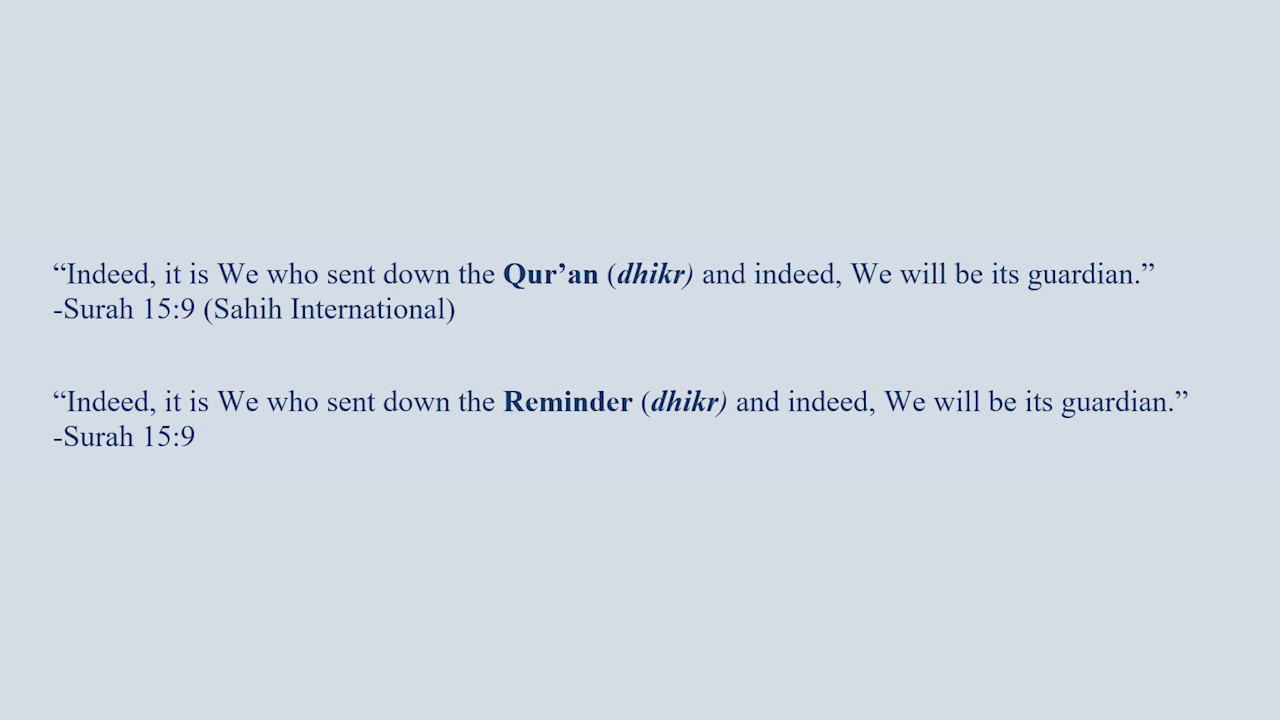 “Indeed, it is We who sent down the Qur’an (dhikr) and indeed, We will be its guardian.”
-Surah 15:9 (Sahih International)
“Indeed, it is We who sent down the Reminder (dhikr) and indeed, We will be its guardian.”
-Surah 15:9